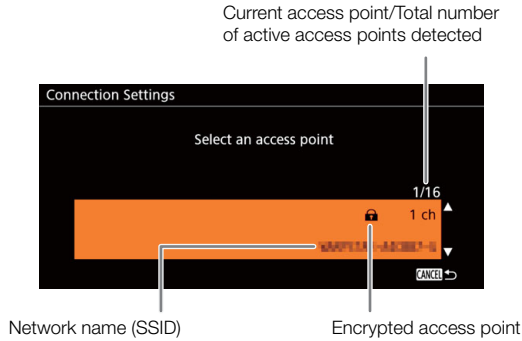 Current access point/Total number
of active access points detected
Connection Settings
Select an access point
1/16
1 ch
CANCEL
Network name (SSID)
Encrypted access point